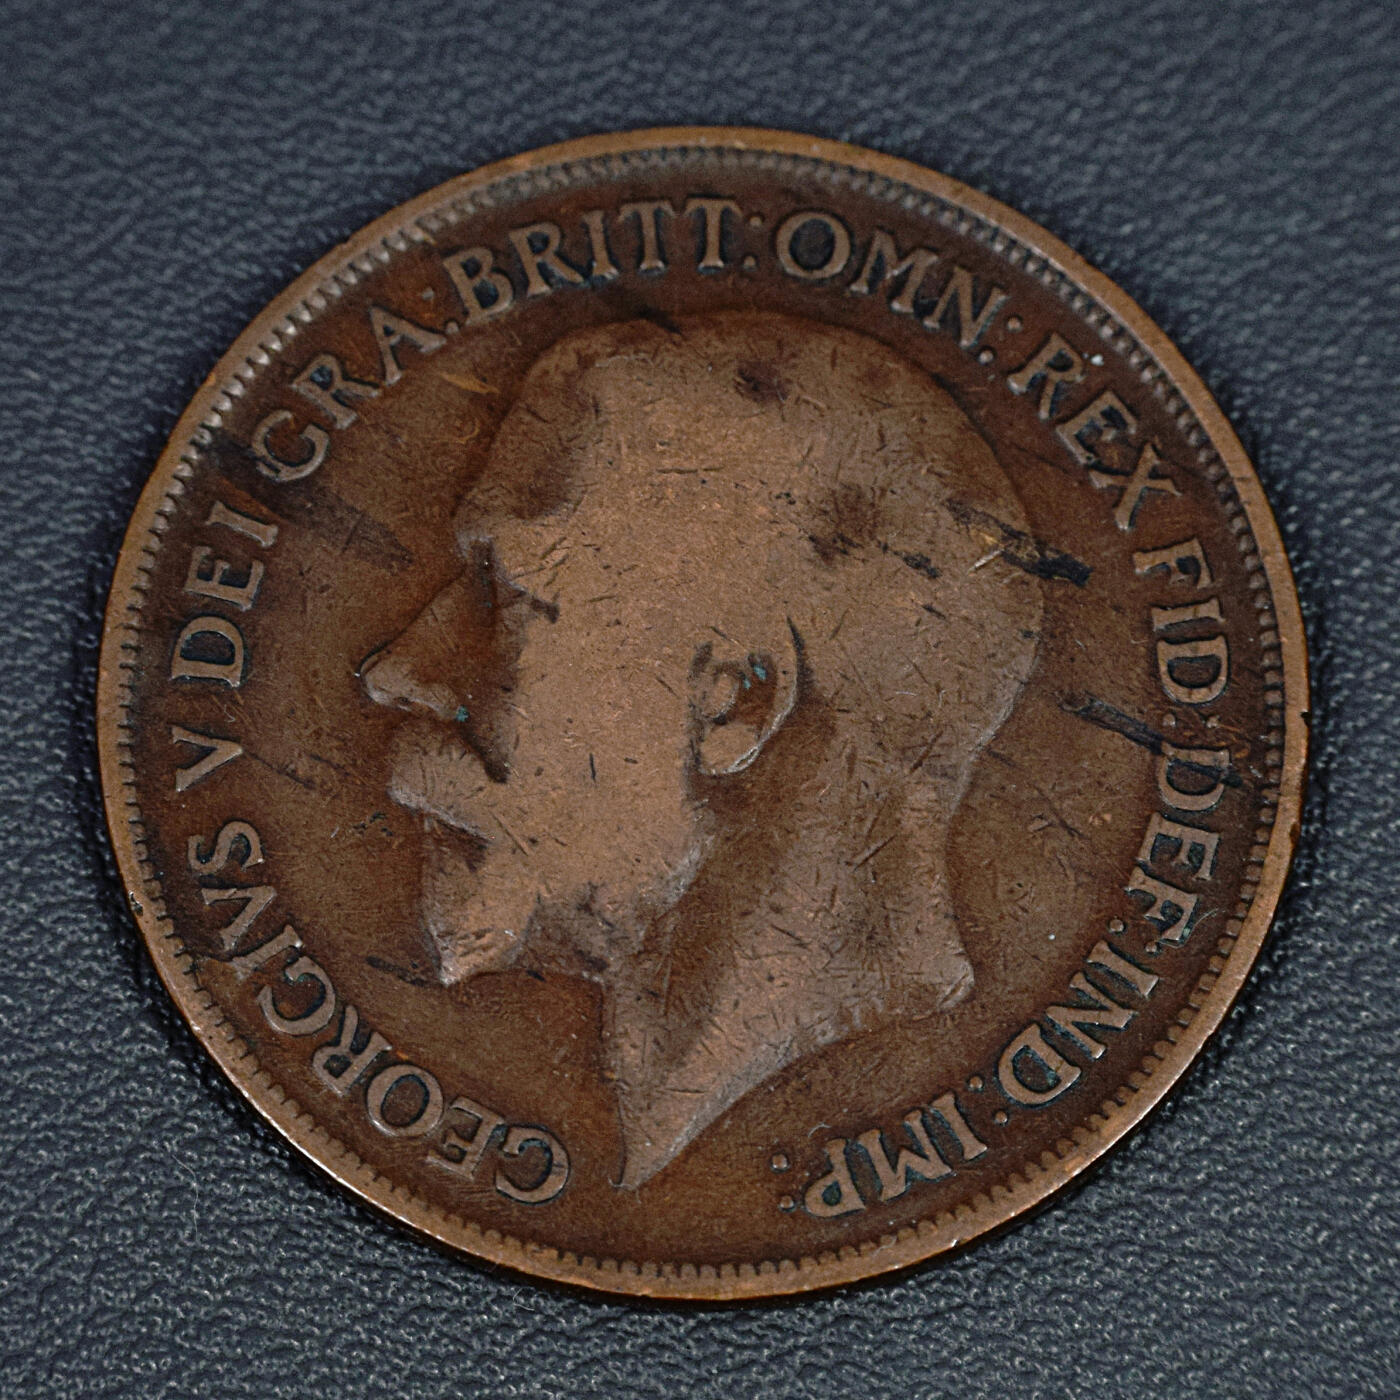 GEORGIVS V DEI GRA: BRITT: OMN: REX FID: DEF: IND: IMP: